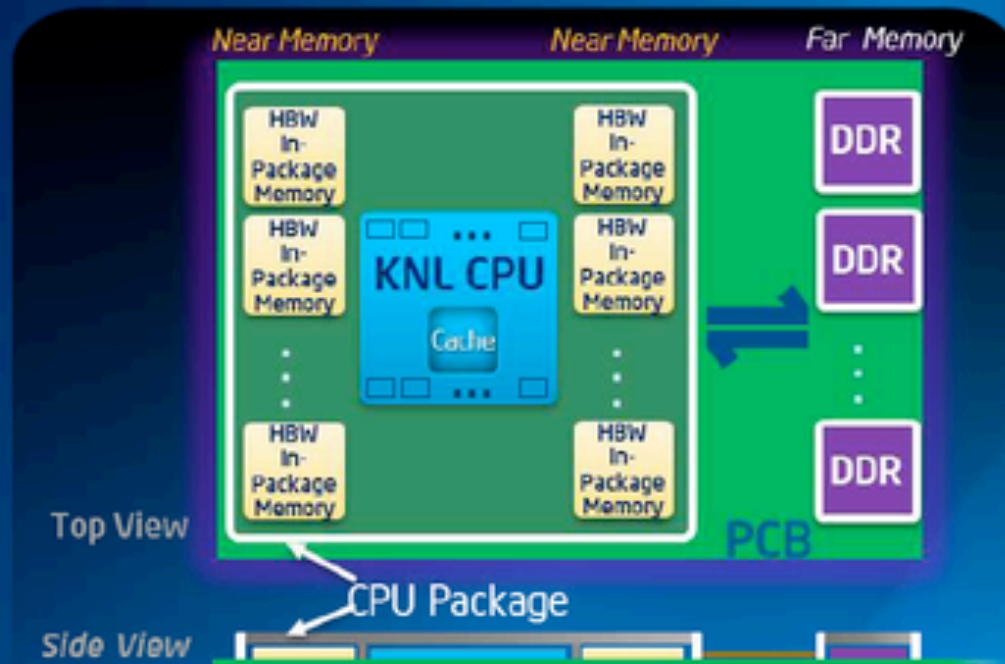 Near Memory
Near Memory
Far Memory
HBW
In-
Package
Memory
HBW
In-
Package
Memory
DDR
HBW
In-
Package
Memory
KNL CPU
Cache
HBW
In-
Package
Memory
DDR
HBW
In-
Package
Memory
HBW
In-
Package
Memory
DDR
Top View
PCB
CPU Package
Side View